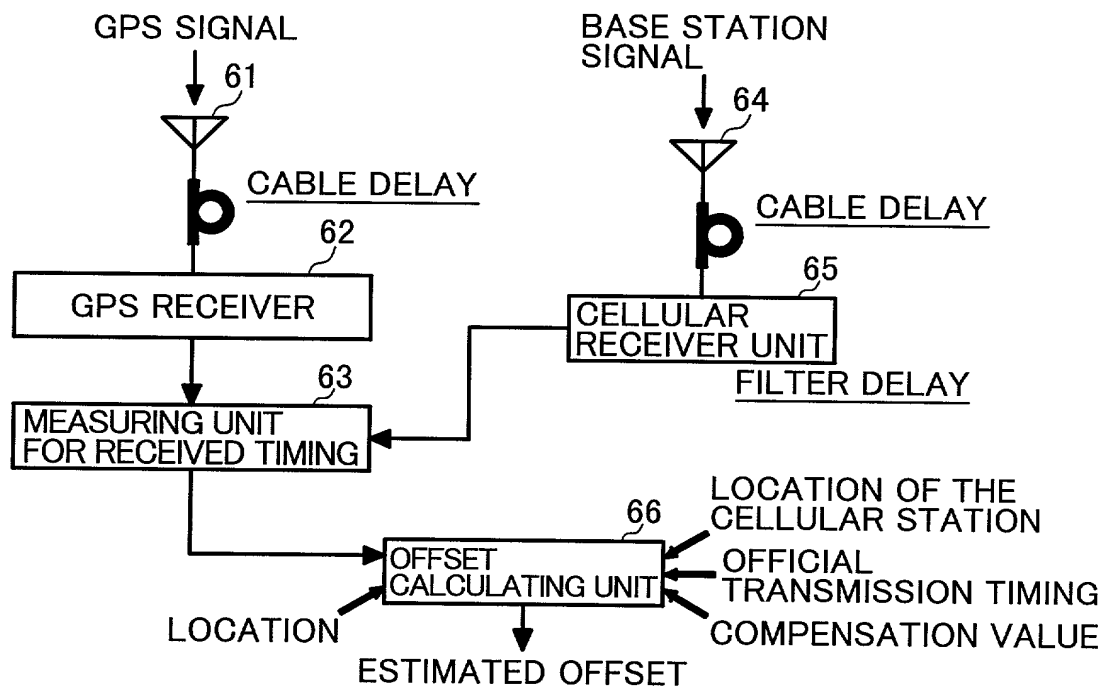 GPS SIGNAL
61
CABLE DELAY
62
GPS RECEIVER
63
MEASURING UNIT
FOR RECEIVED TIMING
BASE STATION
SIGNAL
64
CABLE DELAY
65
CELLULAR
RECEIVER UNIT
FILTER DELAY
66
OFFSET
CALCULATING UNIT
LOCATION OF THE
CELLULAR STATION
OFFICIAL
TRANSMISSION TIMING
COMPENSATION VALUE
LOCATION
ESTIMATED OFFSET